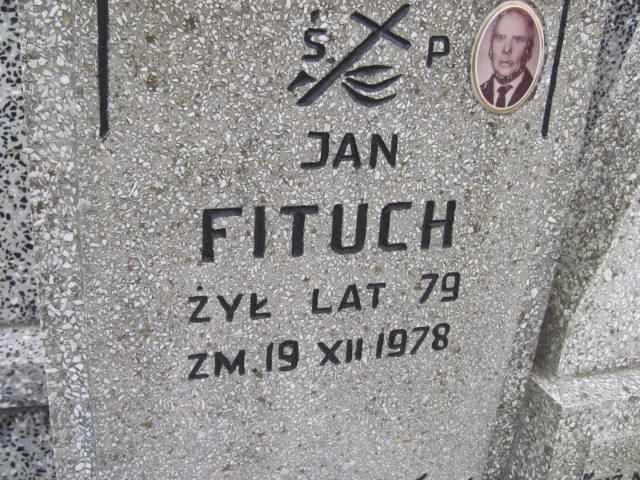 Ś. P
JAN
FITUCH
ŻYŁ LAT 79
ZM. 19 XII 1978